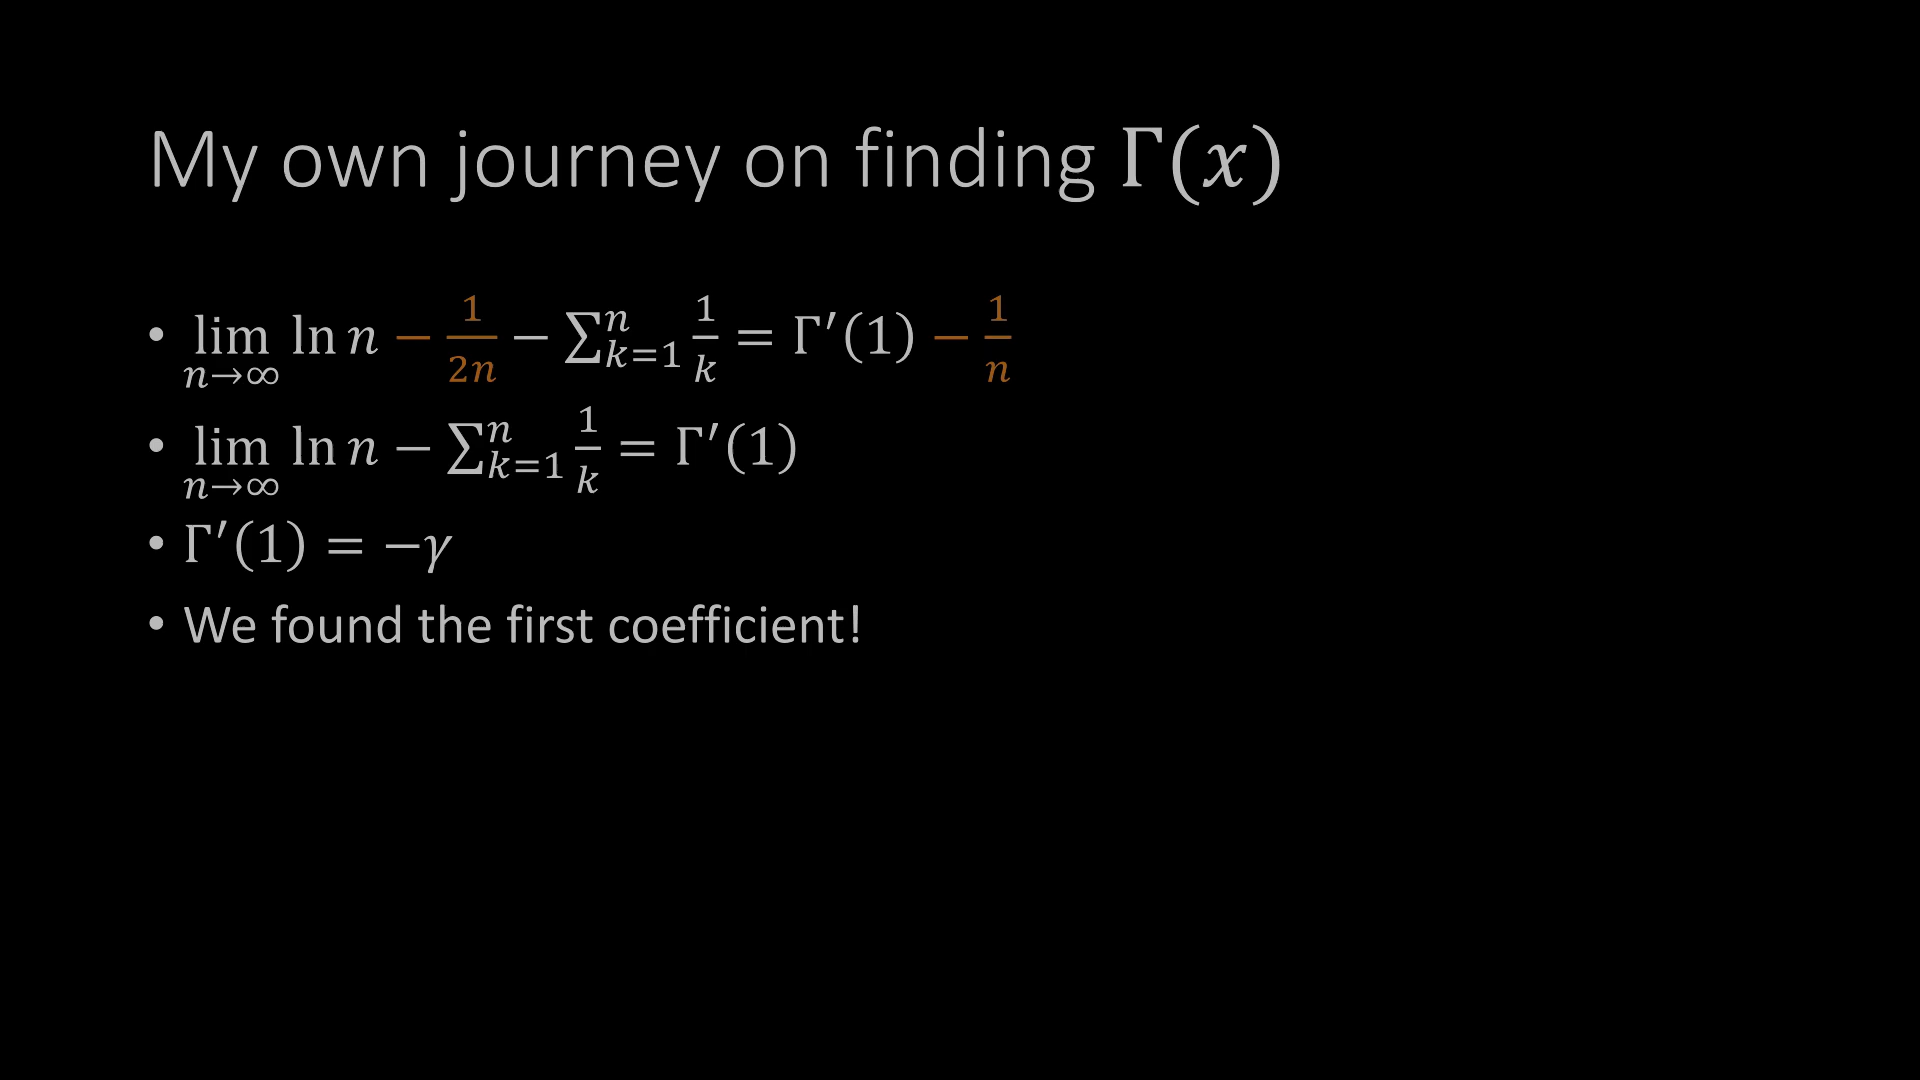 My own journey on finding Γ(𝑥)
• lim_{𝑛→∞} ln 𝑛 − 1/(2𝑛) − ∑_{𝑘=1}^{𝑛} 1/𝑘 = Γ′(1) − 1/𝑛
• lim_{𝑛→∞} ln 𝑛 − ∑_{𝑘=1}^{𝑛} 1/𝑘 = Γ′(1)
• Γ′(1) = −𝛾
• We found the first coefficient!